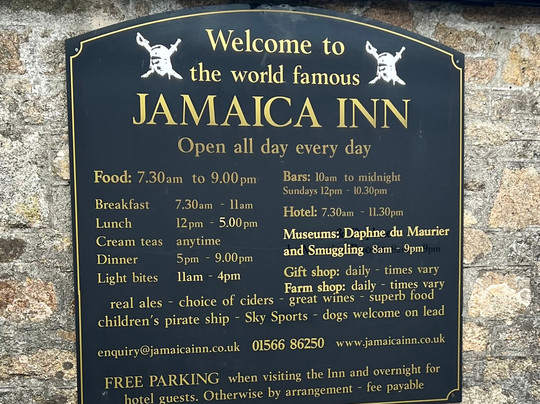 Welcome to
the world famous
JAMAICA INN
Open all day every day
Food: 7.30am to 9.00pm
Breakfast 7.30am - 11am
Lunch 12pm - 5.00pm
Cream teas anytime
Dinner 5pm - 9.00pm
Light bites 11am - 4pm
Bars: 10am to midnight
Sundays 12pm - 10.30pm
Hotel: 7.30am - 11.30pm
Museums: Daphne du Maurier
and Smuggling 8am - 9pm
Gift shop: daily - times vary
Farm shop: daily - times vary
real ales - choice of ciders - great wines - superb food
children's pirate ship - Sky Sports - dogs welcome on lead
enquiry@jamaicainn.co.uk 01566 86250 www.jamaicainn.co.uk
FREE PARKING when visiting the Inn and overnight for
hotel guests. Otherwise by arrangement - fee payable